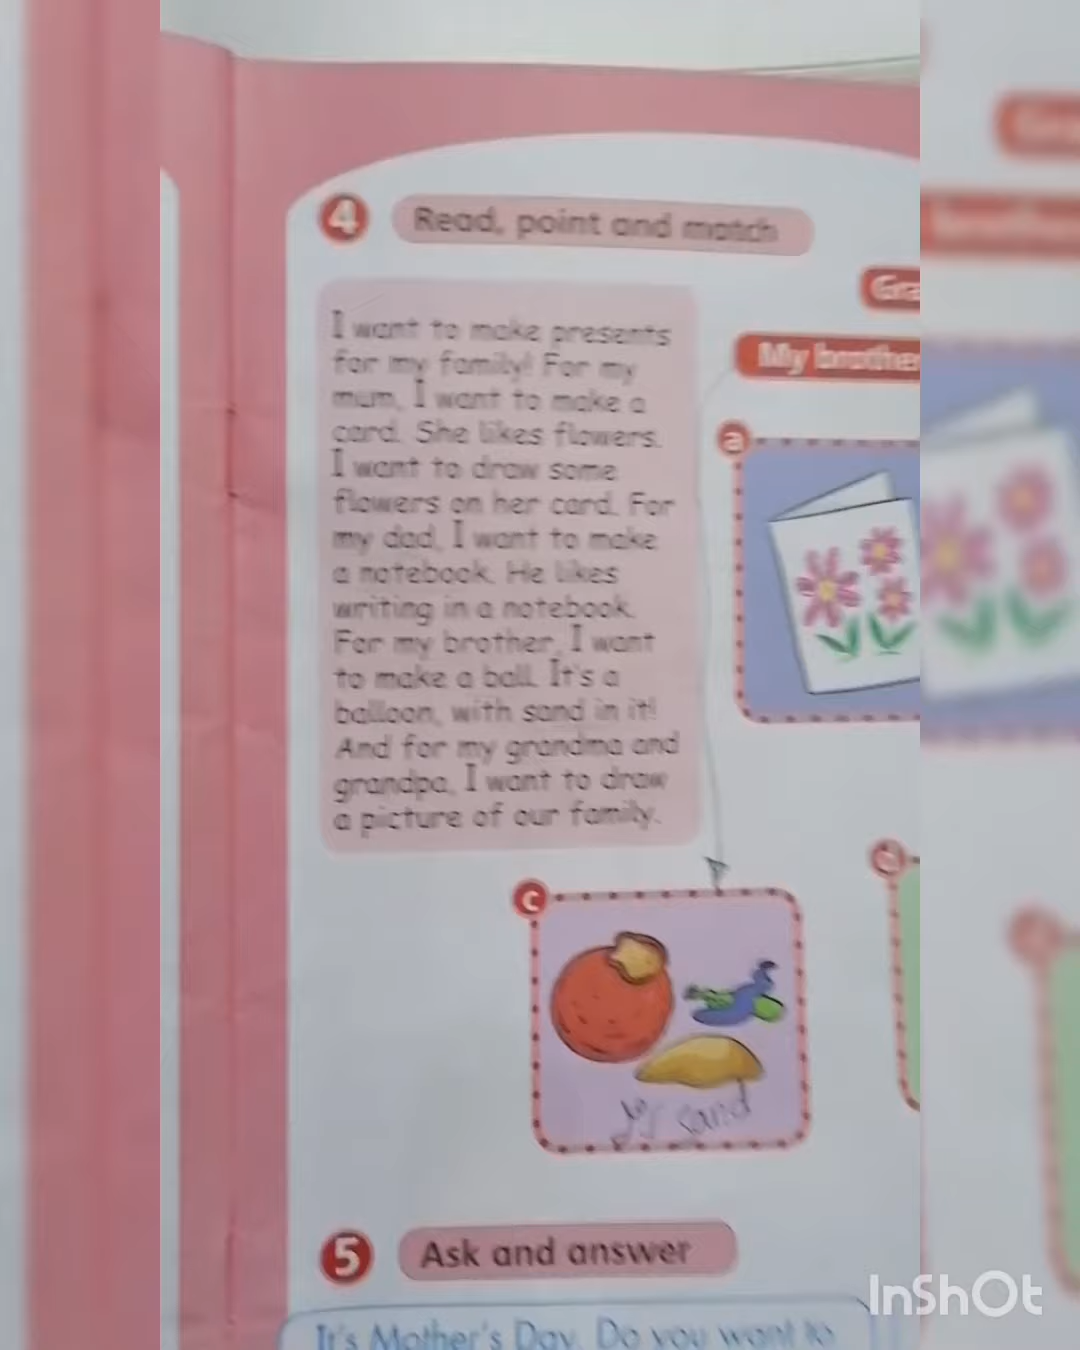 4 Read, point and match
I want to make presents
for my family! For my
mum, I want to make a
card. She likes flowers.
I want to draw some
flowers on her card. For
my dad, I want to make
a notebook. He likes
writing in a notebook.
For my brother, I want
to make a ball. It's a
balloon, with sand in it!
And for my grandma and
grandpa, I want to draw
a picture of our family.
Gra
My brother
a
c
d
sand
5 Ask and answer
It's Mother's Day. Do you want to
InShOt